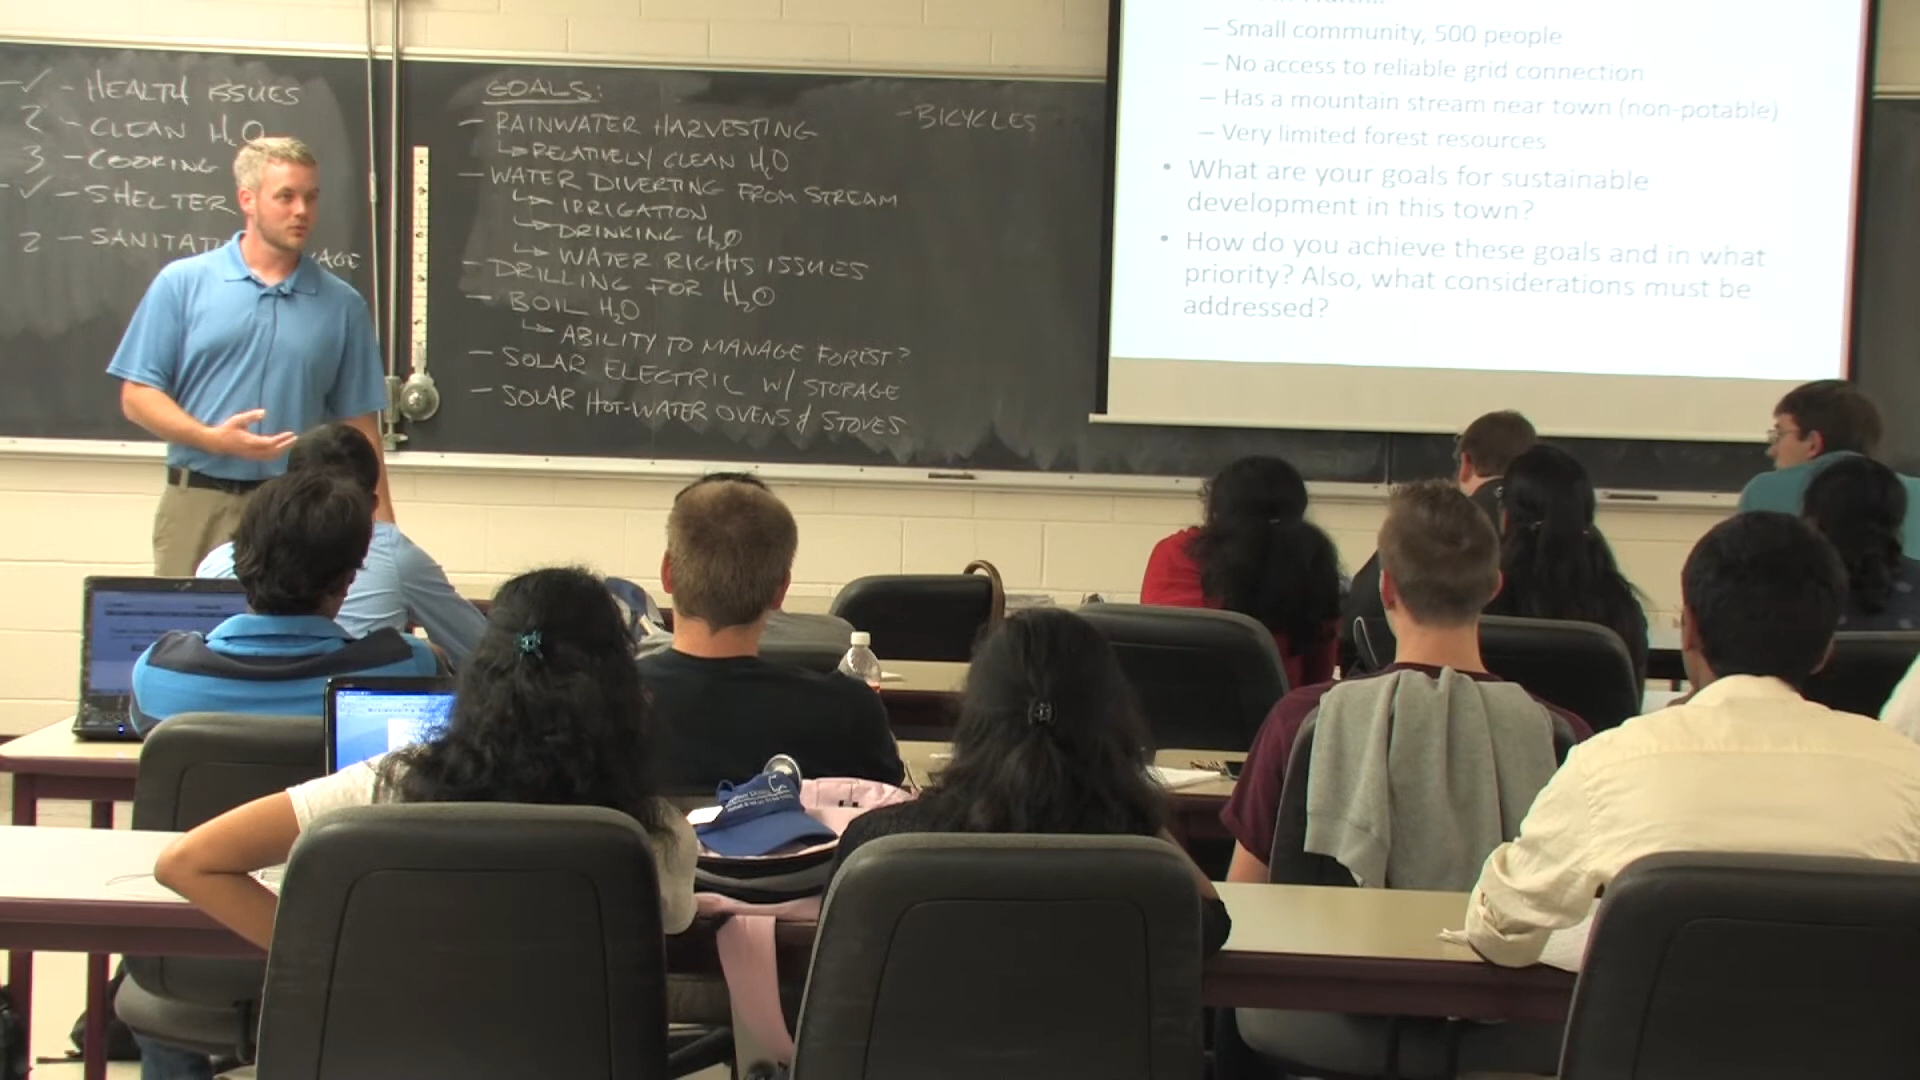 ✓ - HEALTH ISSUES
2 - CLEAN H2O
3 - COOKING
- ✓ - SHELTER
2 - SANITAT
AGE
GOALS:
- RAINWATER HARVESTING
↳ RELATIVELY CLEAN H2O
- WATER DIVERTING FROM STREAM
↳ IRRIGATION
↳ DRINKING H2O
↳ WATER RIGHTS ISSUES
- DRILLING FOR H2O
- BOIL H2O
↳ ABILITY TO MANAGE FOREST?
- SOLAR ELECTRIC W/ STORAGE
- SOLAR HOT-WATER OVENS & STOVES
- BICYCLES
– Small community, 500 people
– No access to reliable grid connection
– Has a mountain stream near town (non-potable)
– Very limited forest resources
• What are your goals for sustainable
development in this town?
• How do you achieve these goals and in what
priority? Also, what considerations must be
addressed?